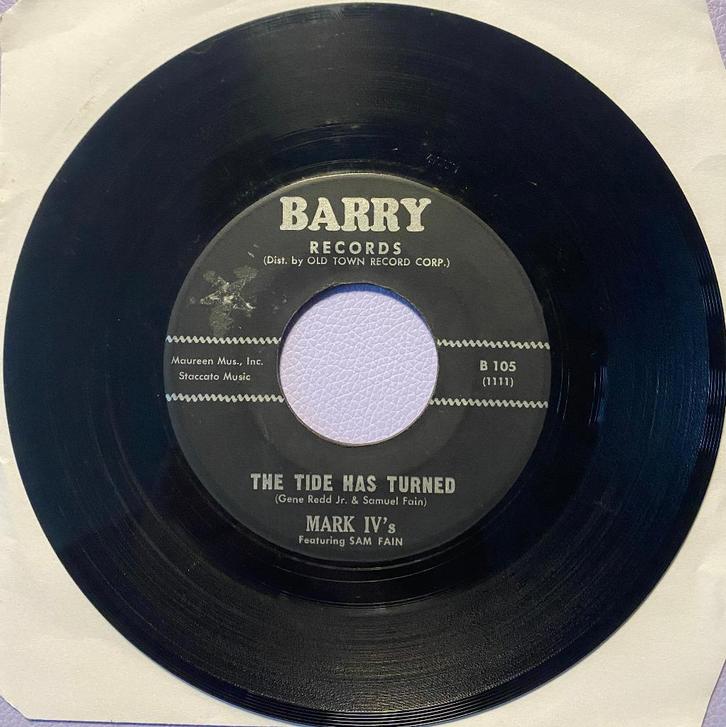 BARRY
RECORDS
(Dist. by OLD TOWN RECORD CORP.)
Maureen Mus., Inc.
Staccato Music
B 105
(1111)
THE TIDE HAS TURNED
(Gene Redd Jr. & Samuel Fain)
MARK IV's
Featuring SAM FAIN